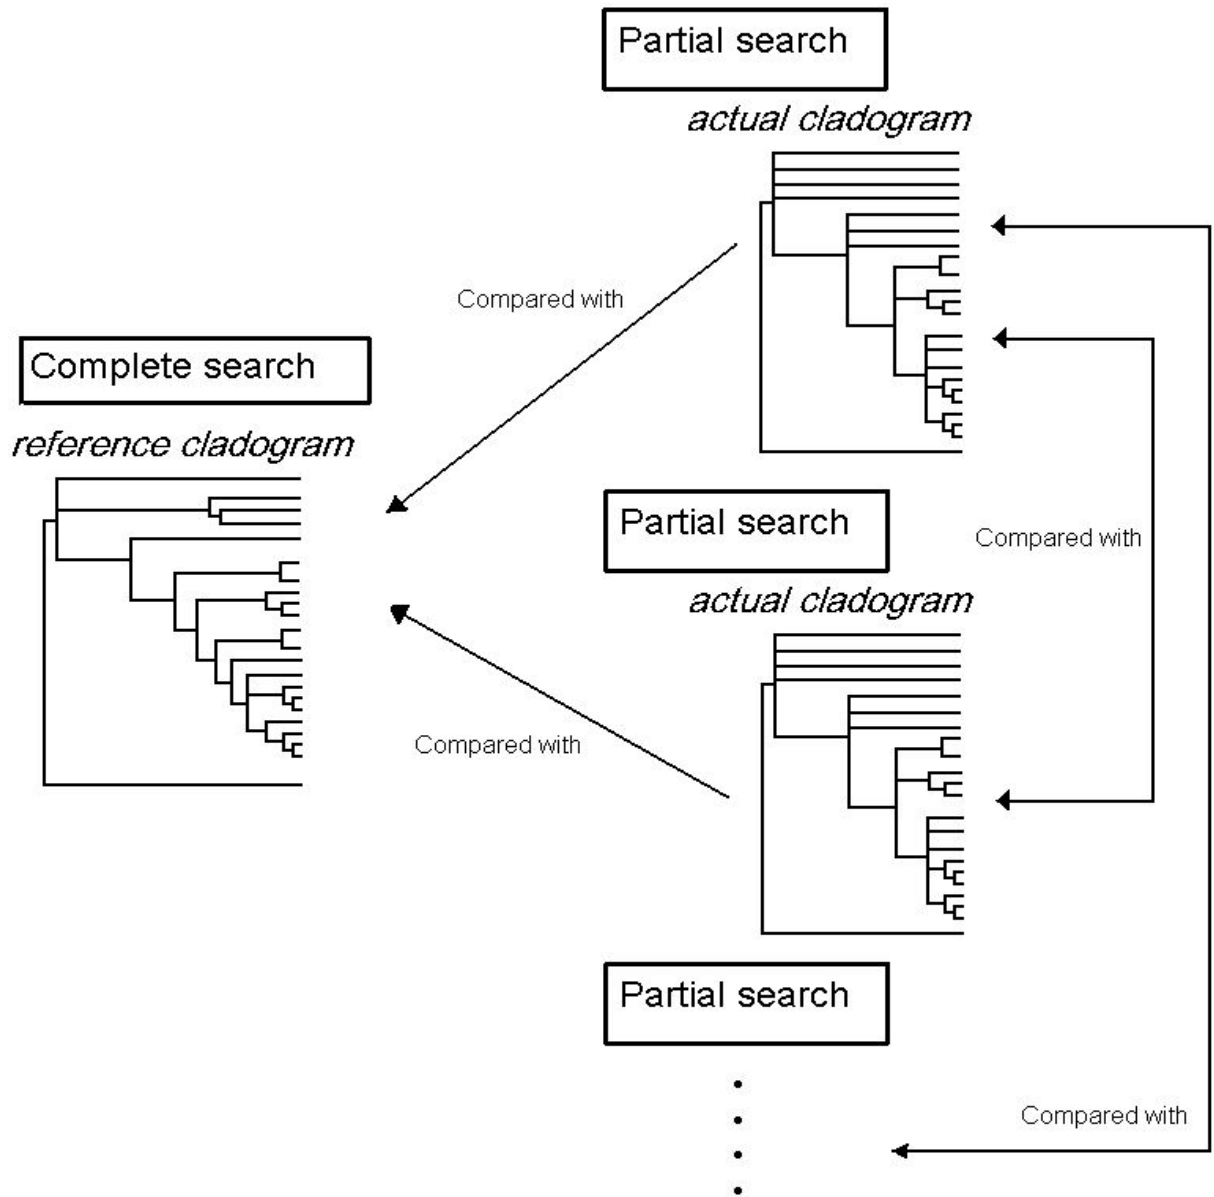 Partial search
actual cladogram
Compared with
Complete search
reference cladogram
Partial search
Compared with
actual cladogram
Compared with
Partial search
Compared with